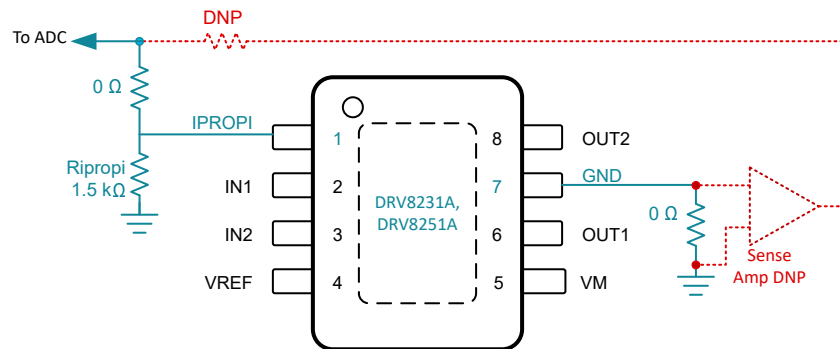 DNP
To ADC
0 Ω
IPROPI
1
8
OUT2
Ripropi
1.5 kΩ
IN1
2
DRV8231A,
DRV8251A
7
GND
0 Ω
IN2
3
6
OUT1
Sense
Amp DNP
VREF
4
5
VM